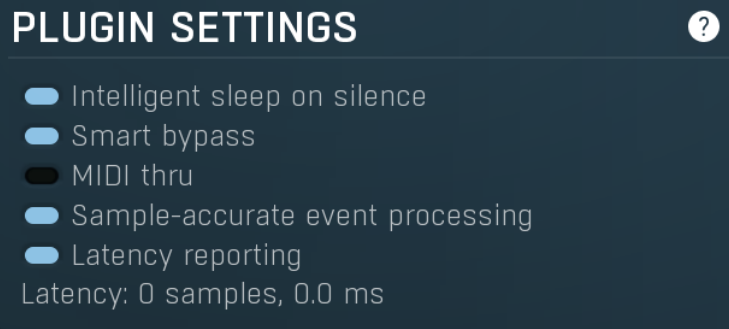 PLUGIN SETTINGS
?
Intelligent sleep on silence
Smart bypass
MIDI thru
Sample-accurate event processing
Latency reporting
Latency: 0 samples, 0.0 ms